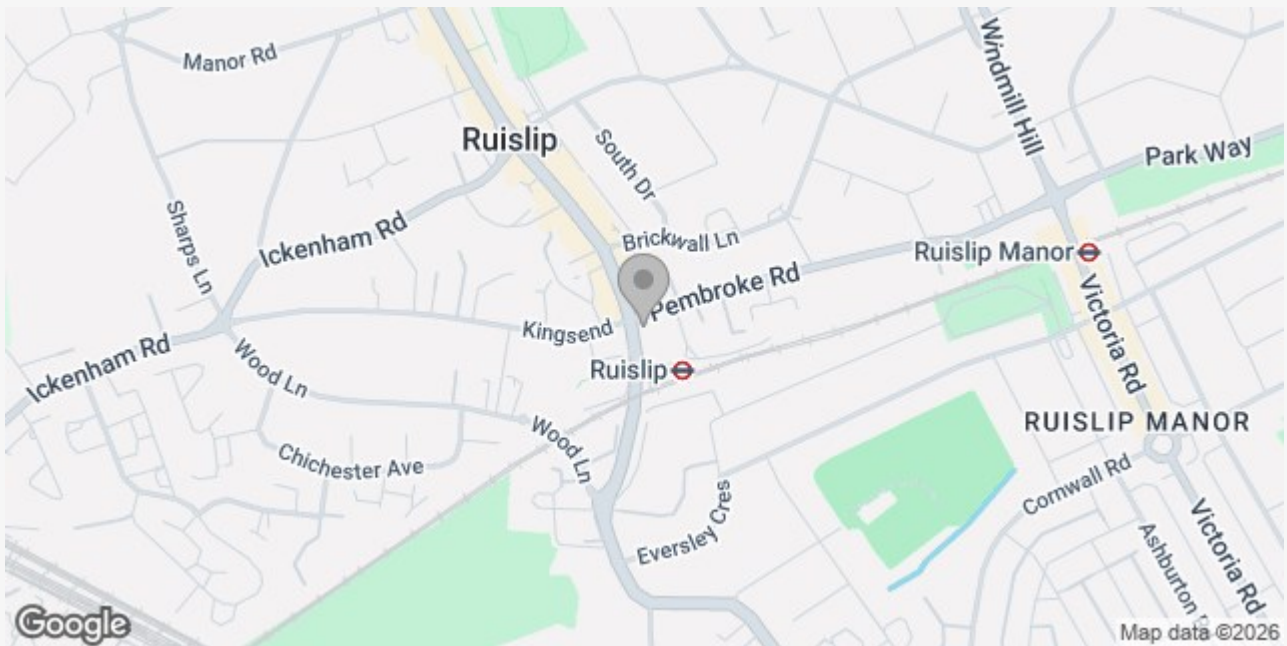 Manor Rd
Windmill Hill
Ruislip
South Dr
Park Way
Sharps Ln
Ickenham Rd
Brickwall Ln
Ruislip Manor
Pembroke Rd
Victoria Rd
Kingsend
Ickenham Rd
Wood Ln
Ruislip
RUISLIP MANOR
Wood Ln
Chichester Ave
Cornwall Rd
Eversley Cres
Ashburton
Victoria Rd
Google
Map data ©2026